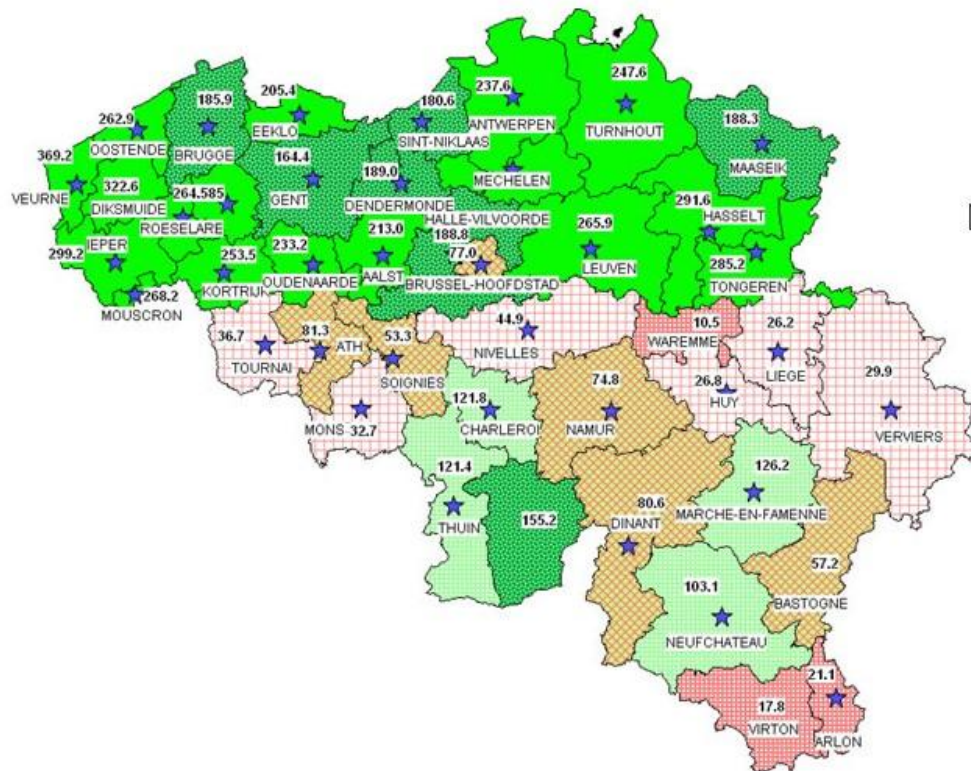 205.4
EEKLO
237.6
ANTWERPEN
247.6
TURNHOUT
185.9
BRUGGE
180.6
SINT-NIKLAAS
188.3
MAASEIK
262.9
OOSTENDE
369.2
VEURNE
322.6
DIKSMUIDE
264.585
ROESELARE
164.4
GENT
189.0
DENDERMONDE
MECHELEN
HALLE-VILVOORDE
188.8
77.0
BRUSSEL-HOOFDSTAD
265.9
LEUVEN
291.6
HASSELT
285.2
TONGEREN
IEPER
299.2
253.5
KORTRIJK
233.2
OUDENAARDE
213.0
AALST
268.2
MOUSCRON
36.7
TOURNAI
81.3
ATH
53.3
SOIGNIES
44.9
NIVELLES
10.5
WAREMME
26.2
LIEGE
29.9
VERVIERS
MONS
32.7
121.8
CHARLEROI
74.8
NAMUR
26.8
HUY
121.4
THUIN
155.2
80.6
DINANT
126.2
MARCHE-EN-FAMENNE
57.2
BASTOGNE
103.1
NEUFCHATEAU
17.8
VIRTON
21.1
ARLON